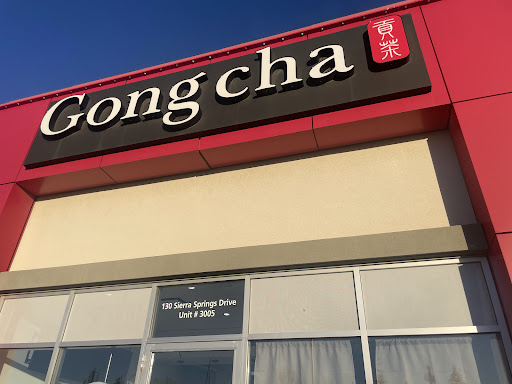 Gong cha
貢茶
130 Sierra Springs Drive
Unit # 3005